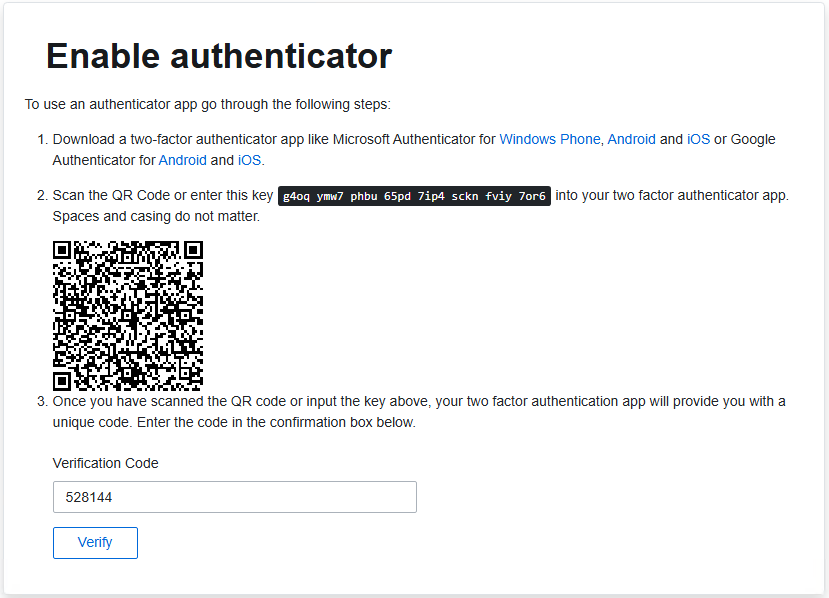 Enable authenticator
To use an authenticator app go through the following steps:
1. Download a two-factor authenticator app like Microsoft Authenticator for Windows Phone, Android and iOS or Google
Authenticator for Android and iOS.
2. Scan the QR Code or enter this key g4oq ymw7 phbu 65pd 7ip4 sckn fviy 7or6 into your two factor authenticator app.
Spaces and casing do not matter.
3. Once you have scanned the QR code or input the key above, your two factor authentication app will provide you with a
unique code. Enter the code in the confirmation box below.
Verification Code
528144
Verify